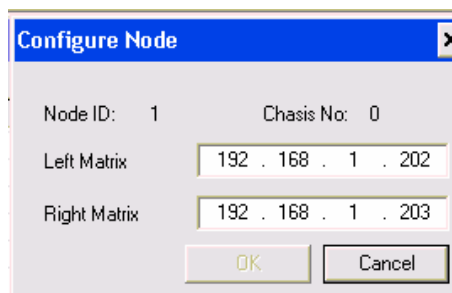 Configure Node
Node ID: 1 Chasis No: 0
Left Matrix 192 . 168 . 1 . 202
Right Matrix 192 . 168 . 1 . 203
OK Cancel